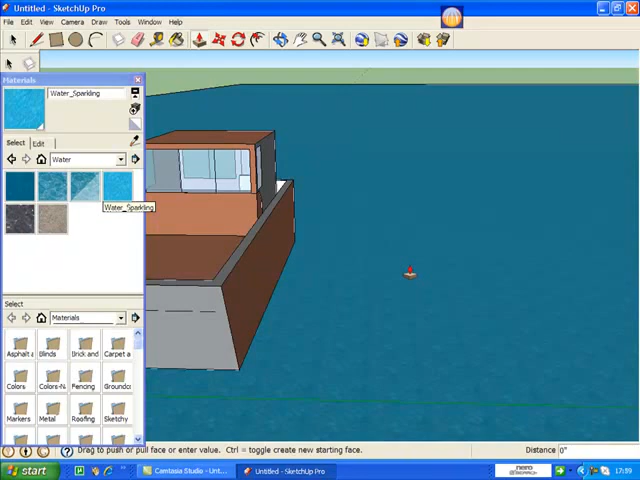 Untitled - SketchUp Pro
File Edit View Camera Draw Tools Window Help
Materials
Water_Sparkling
Select Edit
Water
Water_Sparkling
Select
Materials
Asphalt a Blinds Brick and Carpet a
Colors Colors-N Fencing Groundc
Markers Metal Roofing Sketchy
Drag to push or pull face or enter value. Ctrl = toggle create new starting face. Distance 0"
start Camtasia Studio - Unt... Untitled - SketchUp Pro nero 17:59